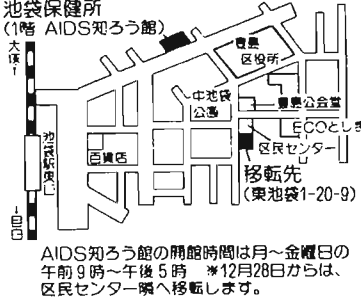 池袋保健所
(1階 AIDS知ろう館)
大塚
豊島
区役所
中池袋
公園
豊島公会堂
ECOとしま
区民センター
池袋駅東口
百貨店
移転先
(東池袋1-20-9)
目白
AIDS知ろう館の開館時間は月~金曜日の
午前9時~午後5時 ※12月28日からは、
区民センター隣へ移転します。